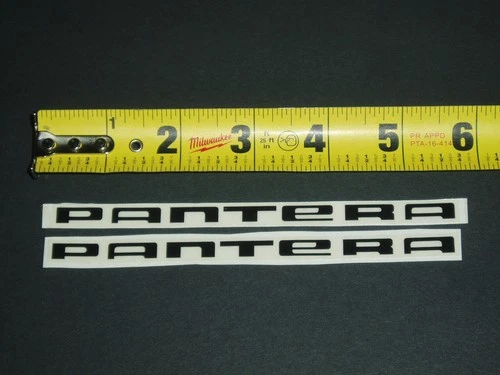 1 2 Milwaukee 3 4 5 PR-APPD 6
PTA-16-414
PANTERA
PANTERA